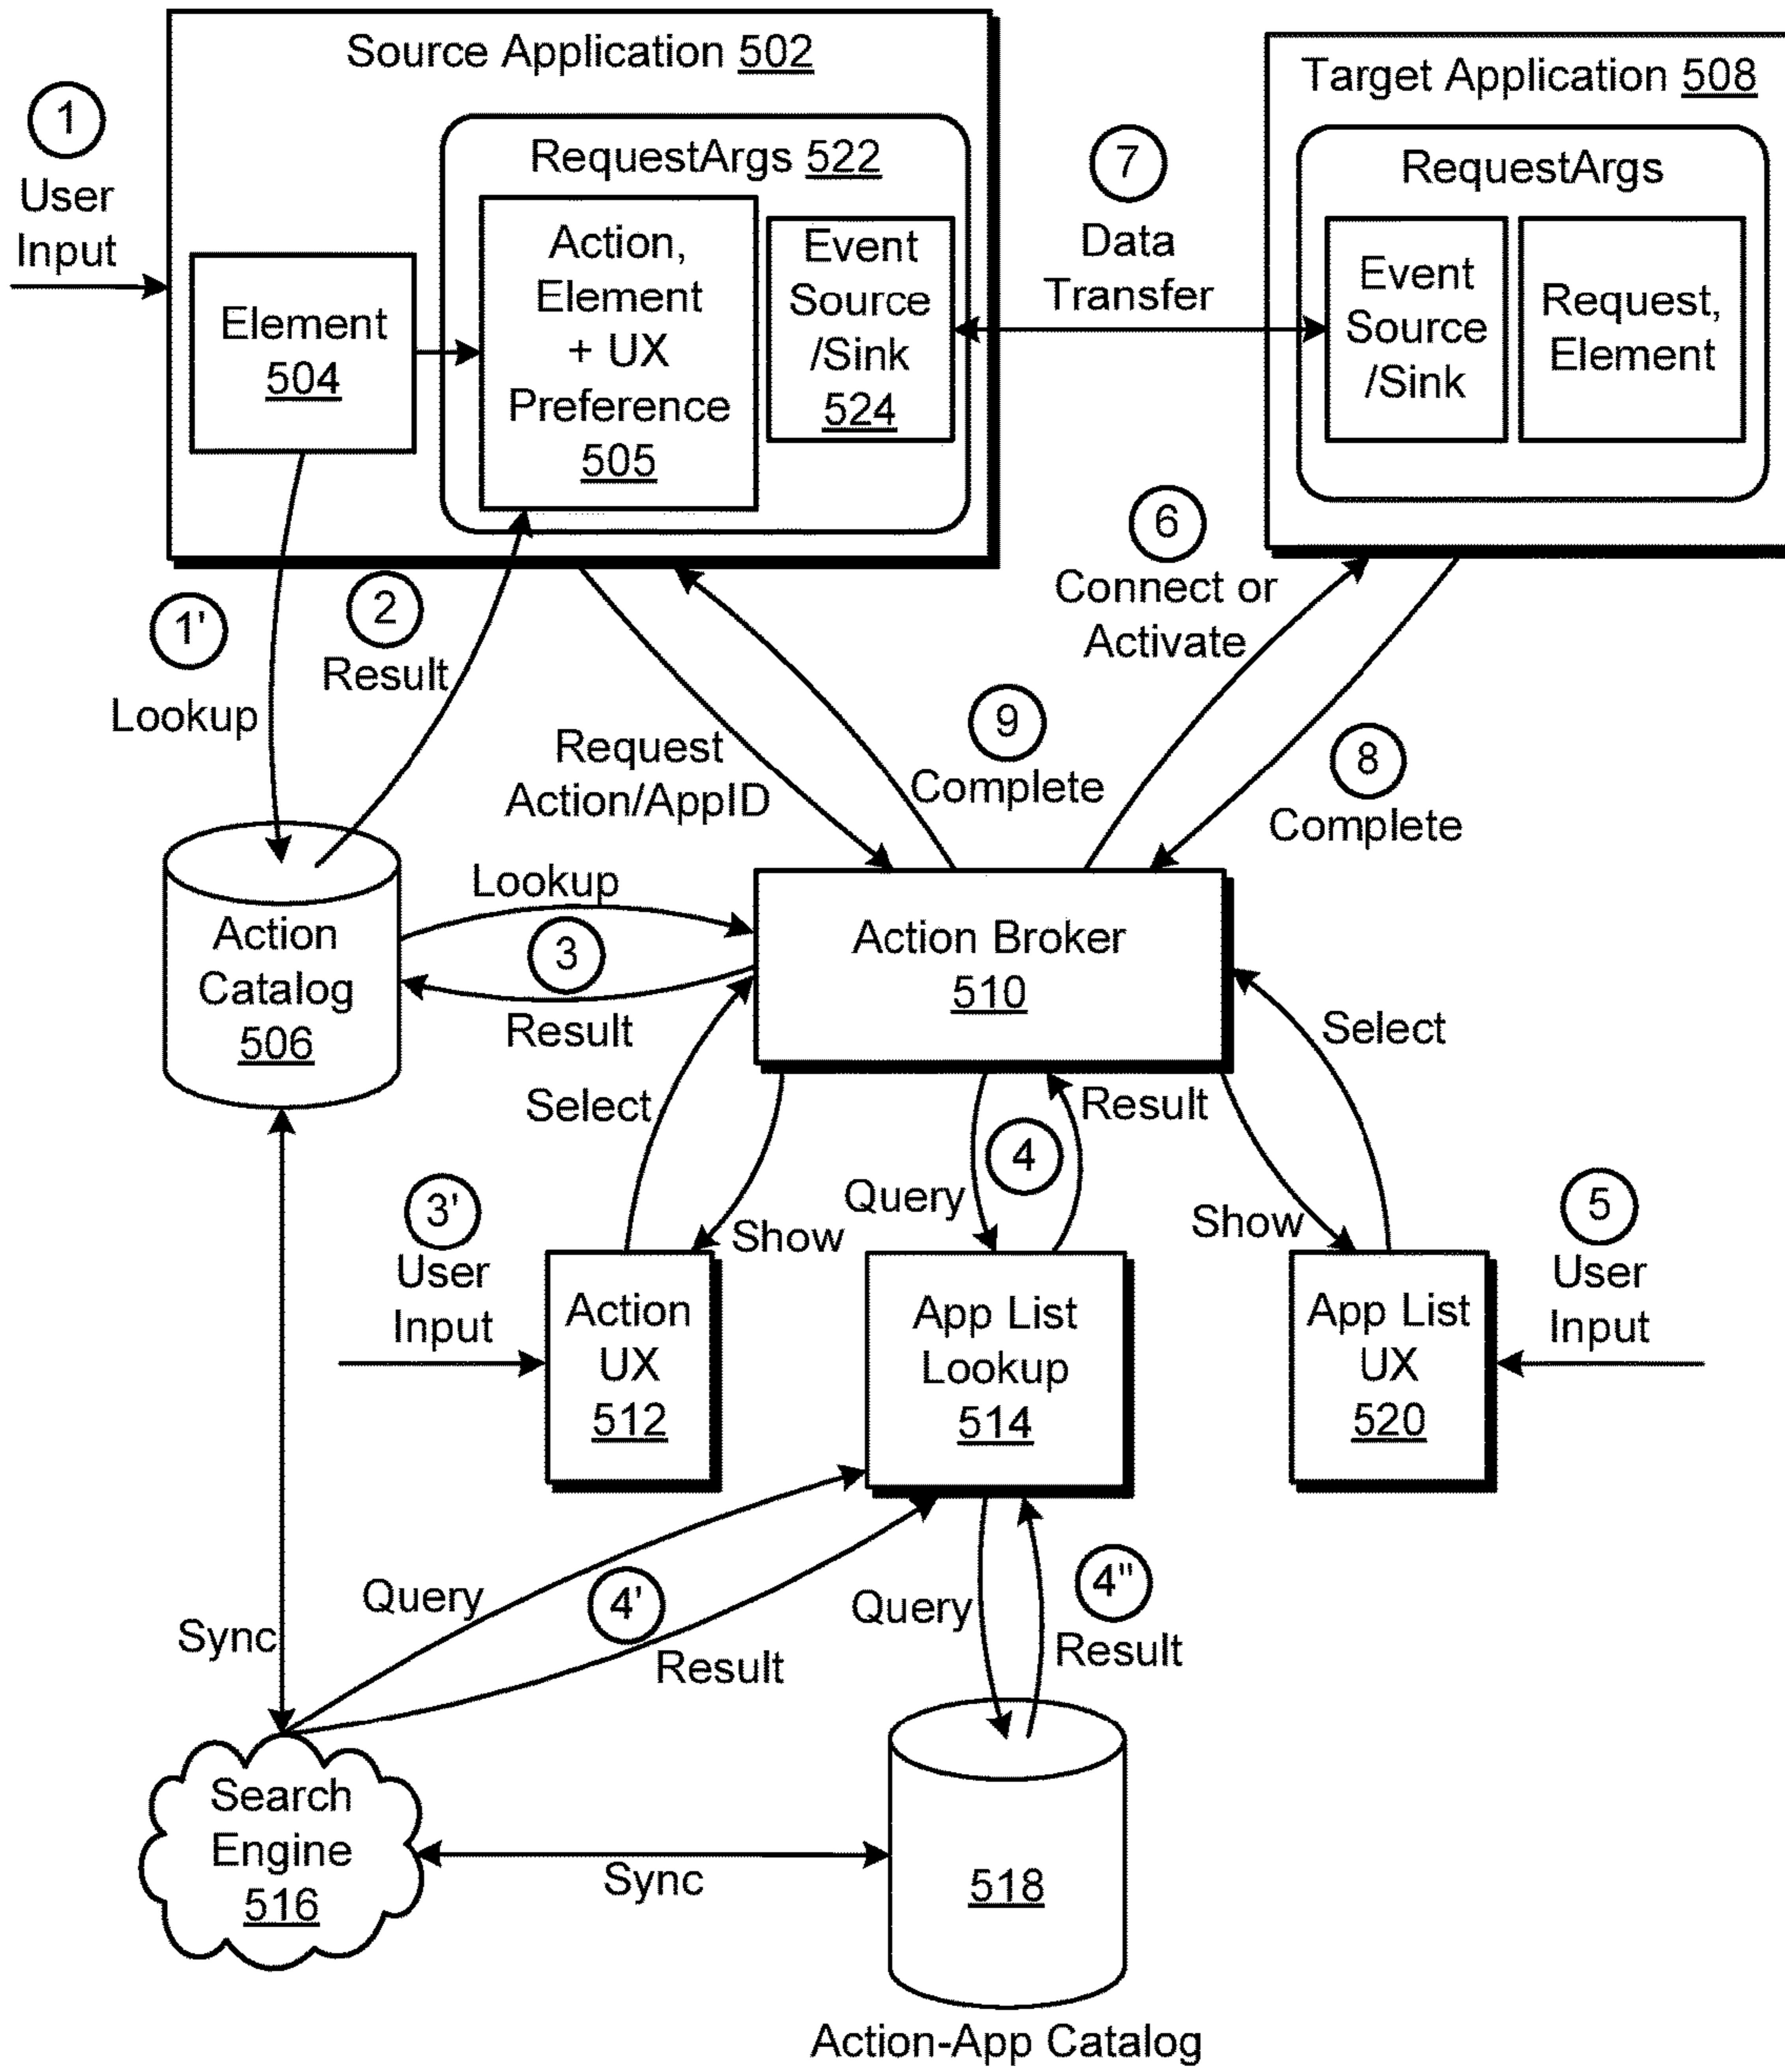 Source Application 502
Target Application 508
1
User
Input
RequestArgs 522
Element
504
Action,
Element
+ UX
Preference
505
Event
Source
/Sink
524
7
Data
Transfer
RequestArgs
Event
Source
/Sink
Request,
Element
1'
Lookup
2
Result
6
Connect or
Activate
Request
Action/AppID
9
Complete
8
Complete
Action
Catalog
506
Lookup
3
Result
Action Broker
510
Select
Show
Query
4
Result
Show
Select
3'
User
Input
Action
UX
512
App List
Lookup
514
App List
UX
520
5
User
Input
Sync
Query
4'
Result
Query
4"
Result
Search
Engine
516
Sync
518
Action-App Catalog